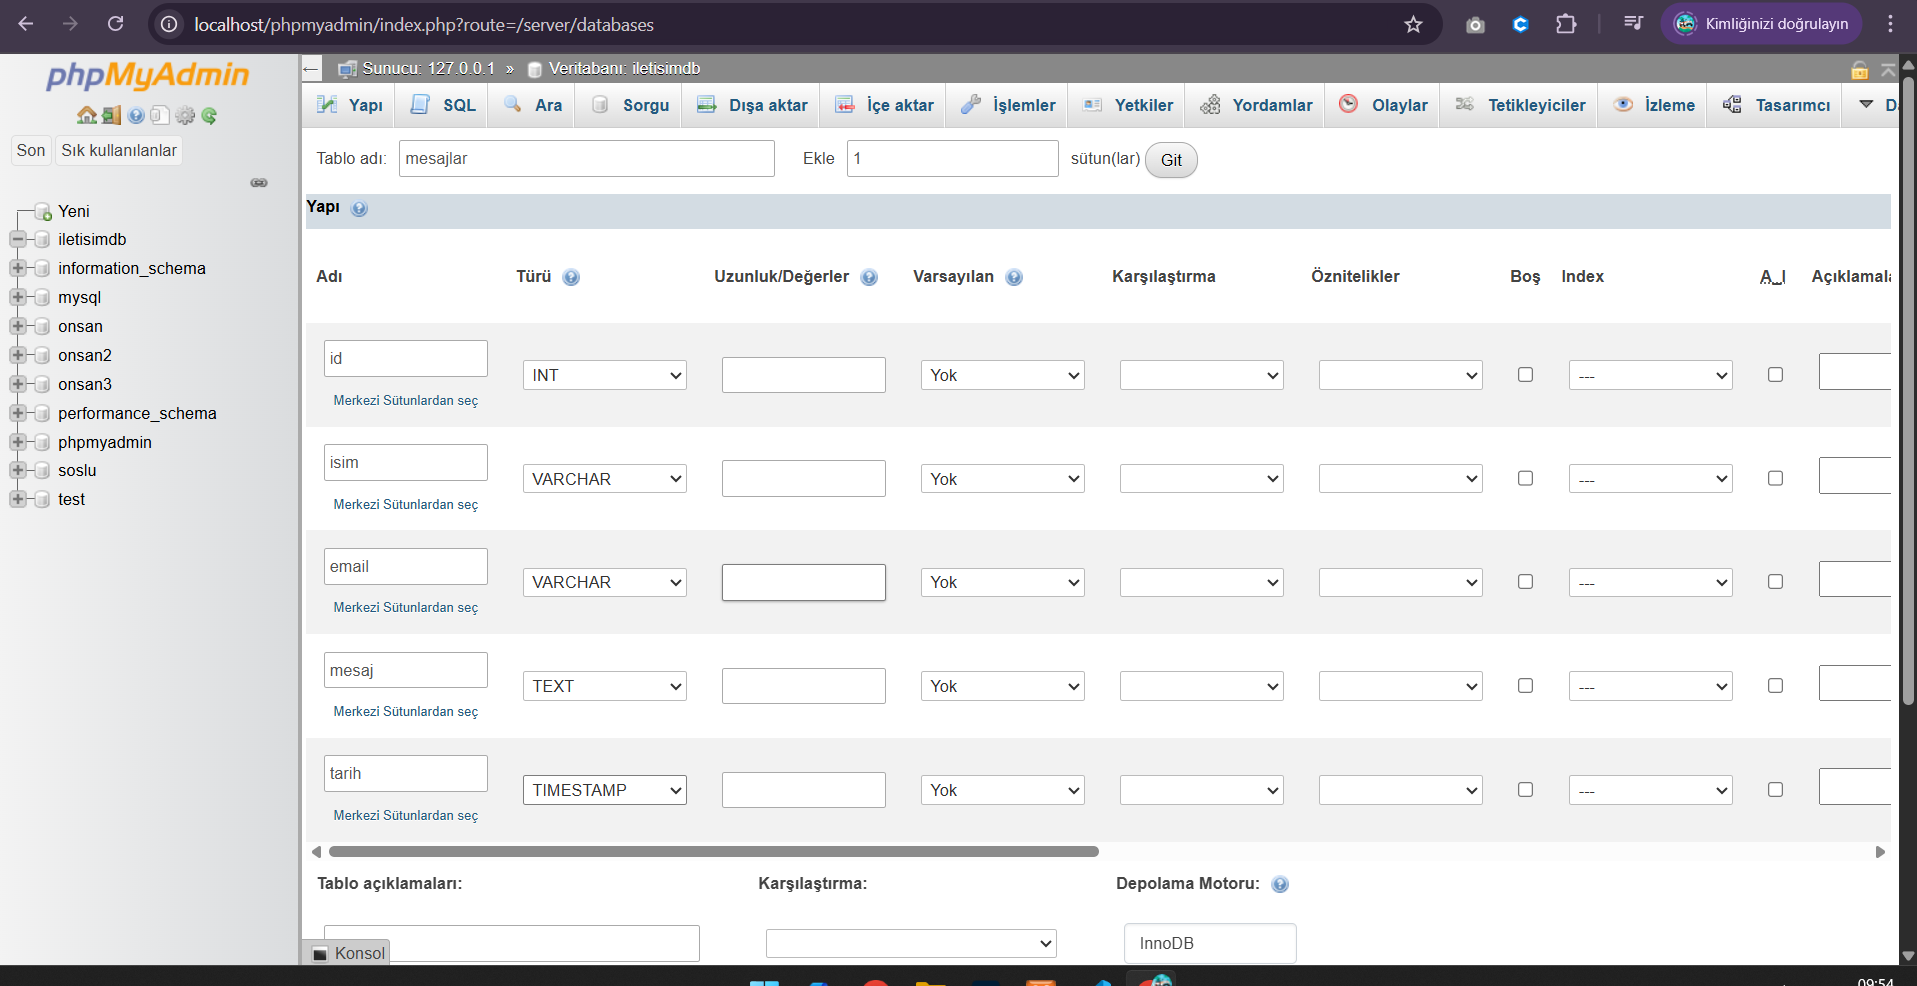 localhost/phpmyadmin/index.php?route=/server/databases
Kimliğinizi doğrulayın
phpMyAdmin
Son Sık kullanılanlar
Yeni
iletisimdb
information_schema
mysql
onsan
onsan2
onsan3
performance_schema
phpmyadmin
soslu
test
Sunucu: 127.0.0.1 » Veritabanı: iletisimdb
Yapı SQL Ara Sorgu Dışa aktar İçe aktar İşlemler Yetkiler Yordamlar Olaylar Tetikleyiciler İzleme Tasarımcı
Tablo adı: mesajlar Ekle 1 sütun(lar) Git
Yapı
Adı Türü Uzunluk/Değerler Varsayılan Karşılaştırma Öznitelikler Boş Index A_I Açıklamala
id INT Yok ---
Merkezi Sütunlardan seç
isim VARCHAR Yok ---
Merkezi Sütunlardan seç
email VARCHAR Yok ---
Merkezi Sütunlardan seç
mesaj TEXT Yok ---
Merkezi Sütunlardan seç
tarih TIMESTAMP Yok ---
Merkezi Sütunlardan seç
Tablo açıklamaları: Karşılaştırma: Depolama Motoru:
InnoDB
Konsol
09:54